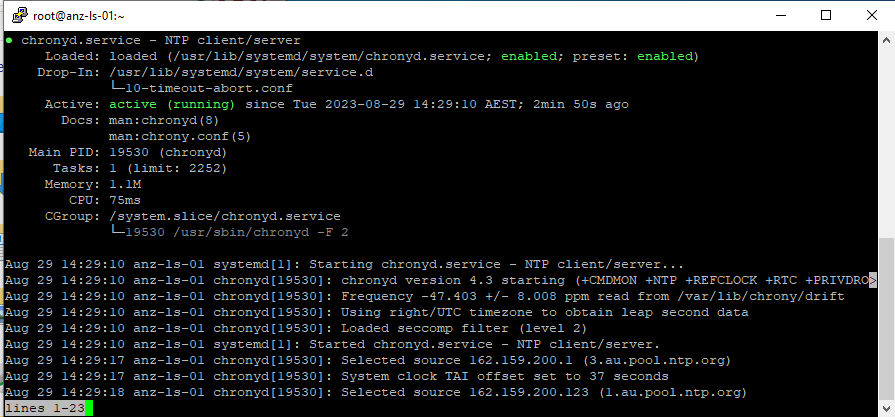 root@anz-ls-01:~
● chronyd.service - NTP client/server
Loaded: loaded (/usr/lib/systemd/system/chronyd.service; enabled; preset: enabled)
Drop-In: /usr/lib/systemd/system/service.d
└─10-timeout-abort.conf
Active: active (running) since Tue 2023-08-29 14:29:10 AEST; 2min 50s ago
Docs: man:chronyd(8)
man:chrony.conf(5)
Main PID: 19530 (chronyd)
Tasks: 1 (limit: 2252)
Memory: 1.1M
CPU: 75ms
CGroup: /system.slice/chronyd.service
└─19530 /usr/sbin/chronyd -F 2
Aug 29 14:29:10 anz-ls-01 systemd[1]: Starting chronyd.service - NTP client/server...
Aug 29 14:29:10 anz-ls-01 chronyd[19530]: chronyd version 4.3 starting (+CMDMON +NTP +REFCLOCK +RTC +PRIVDRO>
Aug 29 14:29:10 anz-ls-01 chronyd[19530]: Frequency -47.403 +/- 8.008 ppm read from /var/lib/chrony/drift
Aug 29 14:29:10 anz-ls-01 chronyd[19530]: Using right/UTC timezone to obtain leap second data
Aug 29 14:29:10 anz-ls-01 chronyd[19530]: Loaded seccomp filter (level 2)
Aug 29 14:29:10 anz-ls-01 systemd[1]: Started chronyd.service - NTP client/server.
Aug 29 14:29:17 anz-ls-01 chronyd[19530]: Selected source 162.159.200.1 (3.au.pool.ntp.org)
Aug 29 14:29:17 anz-ls-01 chronyd[19530]: System clock TAI offset set to 37 seconds
Aug 29 14:29:18 anz-ls-01 chronyd[19530]: Selected source 162.159.200.123 (1.au.pool.ntp.org)
lines 1-23